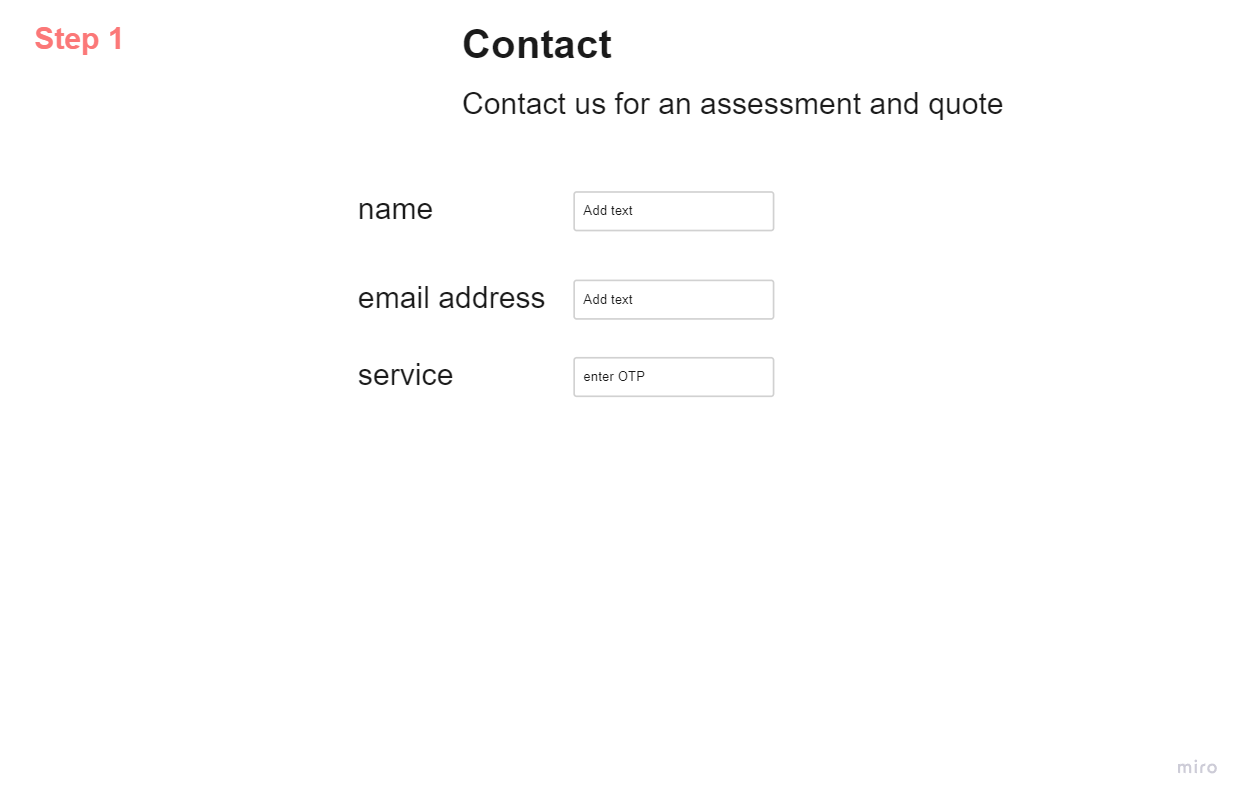 Step 1
Contact
Contact us for an assessment and quote
name
Add text
email address
Add text
service
enter OTP
miro